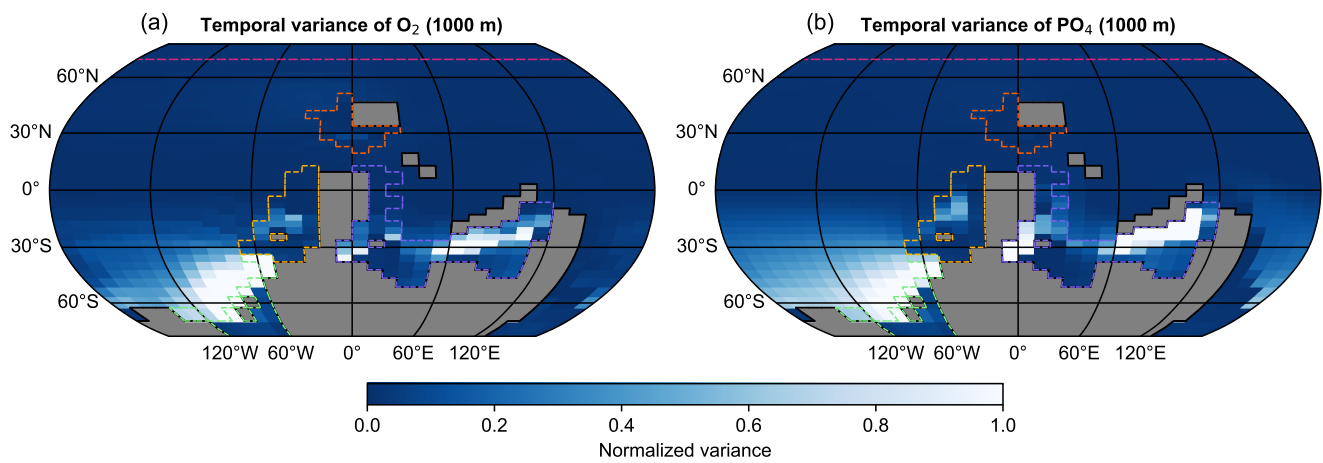 (a) Temporal variance of O₂ (1000 m)
60°N
30°N
0°
30°S
60°S
120°W 60°W 0° 60°E 120°E
(b) Temporal variance of PO₄ (1000 m)
60°N
30°N
0°
30°S
60°S
120°W 60°W 0° 60°E 120°E
0.0 0.2 0.4 0.6 0.8 1.0
Normalized variance